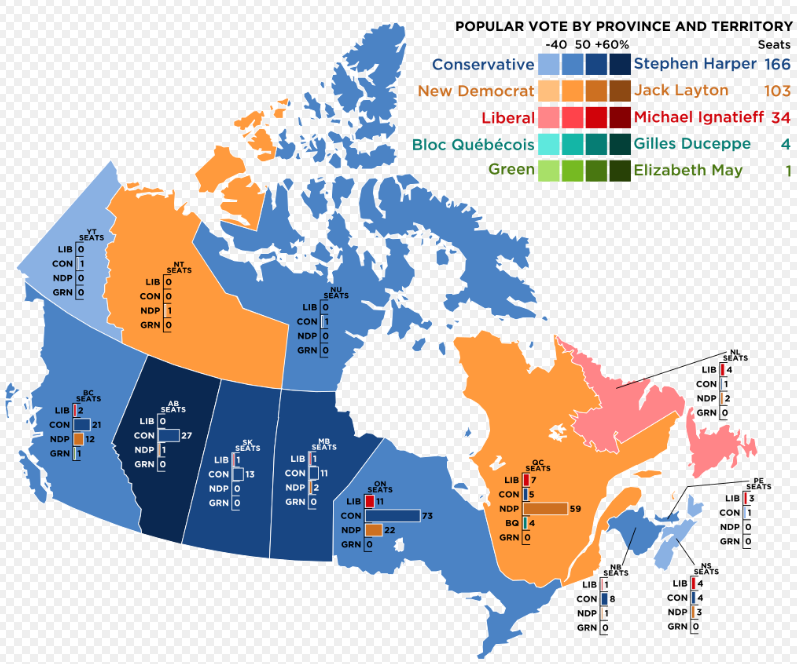 POPULAR VOTE BY PROVINCE AND TERRITORY
-40 50 +60% Seats
Conservative Stephen Harper 166
New Democrat Jack Layton 103
Liberal Michael Ignatieff 34
Bloc Québécois Gilles Duceppe 4
Green Elizabeth May 1
YT
SEATS
LIB 0
CON 1
NDP 0
GRN 0
NT
SEATS
LIB 0
CON 0
NDP 1
GRN 0
NU
SEATS
LIB 0
CON 1
NDP 0
GRN 0
BC
SEATS
LIB 2
CON 21
NDP 12
GRN 1
AB
SEATS
LIB 0
CON 27
NDP 1
GRN 0
SK
SEATS
LIB 1
CON 13
NDP 0
GRN 0
MB
SEATS
LIB 1
CON 11
NDP 2
GRN 0
ON
SEATS
LIB 11
CON 73
NDP 22
GRN 0
QC
SEATS
LIB 7
CON 5
NDP 59
BQ 4
GRN 0
NL
SEATS
LIB 4
CON 1
NDP 2
GRN 0
PE
SEATS
LIB 3
CON 1
NDP 0
GRN 0
NB
SEATS
LIB 1
CON 8
NDP 1
GRN 0
NS
SEATS
LIB 4
CON 4
NDP 3
GRN 0